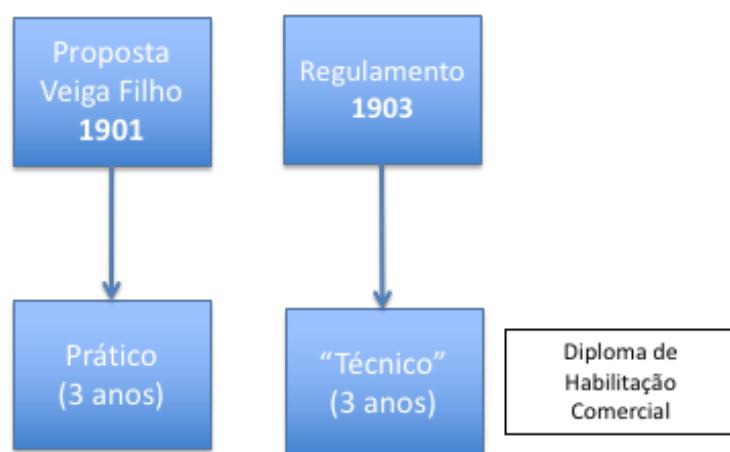 Proposta
Veiga Filho
1901
Regulamento
1903
Prático
(3 anos)
“Técnico”
(3 anos)
Diploma de
Habilitação
Comercial